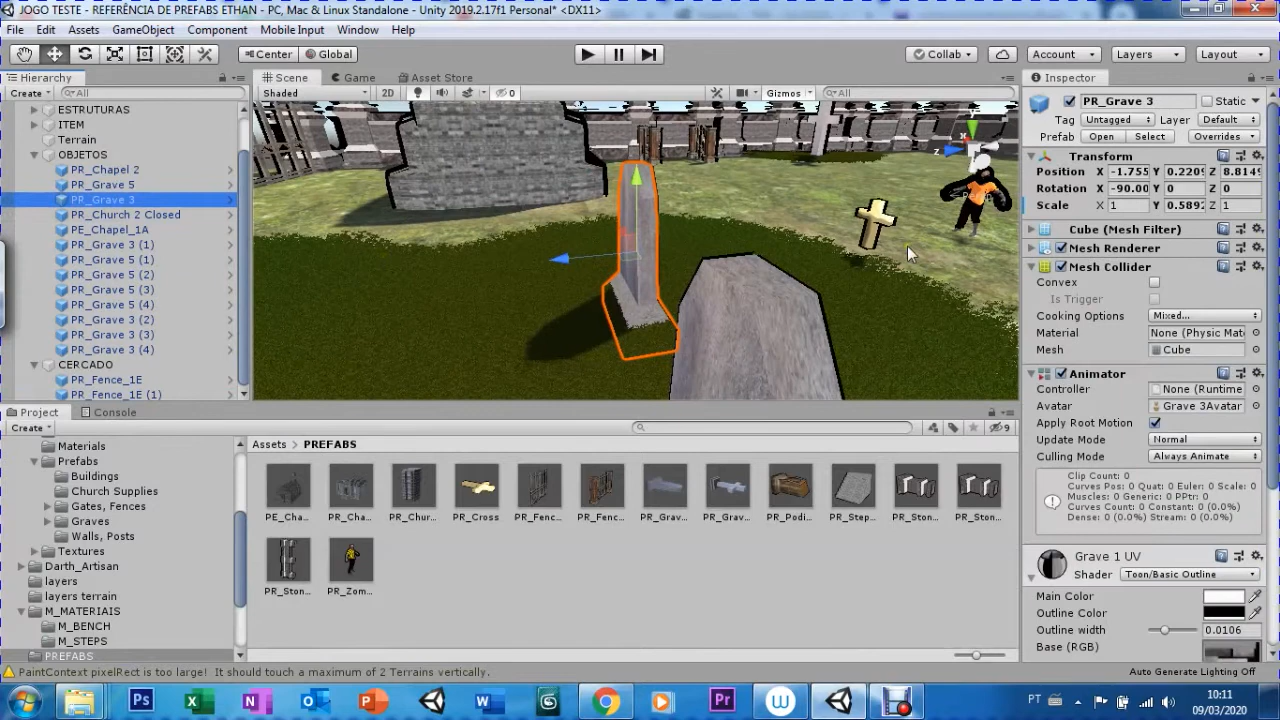 JOGO TESTE - REFERÊNCIA DE PREFABS ETHAN - PC, Mac & Linux Standalone - Unity 2019.2.17f1 Personal* <DX11>
File Edit Assets GameObject Component Mobile Input Window Help
Center Global Collab Account Layers Layout
Hierarchy
Create All
ESTRUTURAS
ITEM
Terrain
OBJETOS
PR_Chapel 2
PR_Grave 5
PR_Grave 3
PR_Church 2 Closed
PE_Chapel_1A
PR_Grave 3 (1)
PR_Grave 5 (1)
PR_Grave 5 (2)
PR_Grave 5 (3)
PR_Grave 5 (4)
PR_Grave 3 (2)
PR_Grave 3 (3)
PR_Grave 3 (4)
CERCADO
PR_Fence_1E
PR_Fence_1E (1)
Scene Game Asset Store
Shaded 2D 0 Gizmos All
y
x
z
Persp
Inspector
PR_Grave 3 Static
Tag Untagged Layer Default
Prefab Open Select Overrides
Transform
Position X -1.755 Y 0.2209 Z 8.8149
Rotation X -90.00 Y 0 Z 0
Scale X 1 Y 0.5892 Z 1
Cube (Mesh Filter)
Mesh Renderer
Mesh Collider
Convex
Is Trigger
Cooking Options Mixed...
Material None (Physic Mat
Mesh Cube
Animator
Controller None (Runtime
Avatar Grave 3Avatar
Apply Root Motion
Update Mode Normal
Culling Mode Always Animate
Clip Count: 0
Curves Pos: 0 Quat: 0 Euler: 0 Scale: 0
Muscles: 0 Generic: 0 PPtr: 0
Curves Count: 0 Constant: 0 (0.0%)
Dense: 0 (0.0%) Stream: 0 (0.0%)
Grave 1 UV
Shader Toon/Basic Outline
Main Color
Outline Color
Outline width 0.0106
Base (RGB)
Project Console
Create 9
Materials
Prefabs
Buildings
Church Supplies
Gates, Fences
Graves
Walls, Posts
Textures
Darth_Artisan
layers
layers terrain
M_MATERIAIS
M_BENCH
M_STEPS
PREFABS
Assets PREFABS
PE_Cha... PR_Cha... PR_Chur... PR_Cross PR_Fenc... PR_Fenc... PR_Grav... PR_Grav... PR_Podi... PR_Step... PR_Ston... PR_Ston...
PR_Ston... PR_Zom...
PaintContext pixelRect is too large! It should touch a maximum of 2 Terrains vertically.
Auto Generate Lighting Off
Ps Pr PT
10:11
09/03/2020